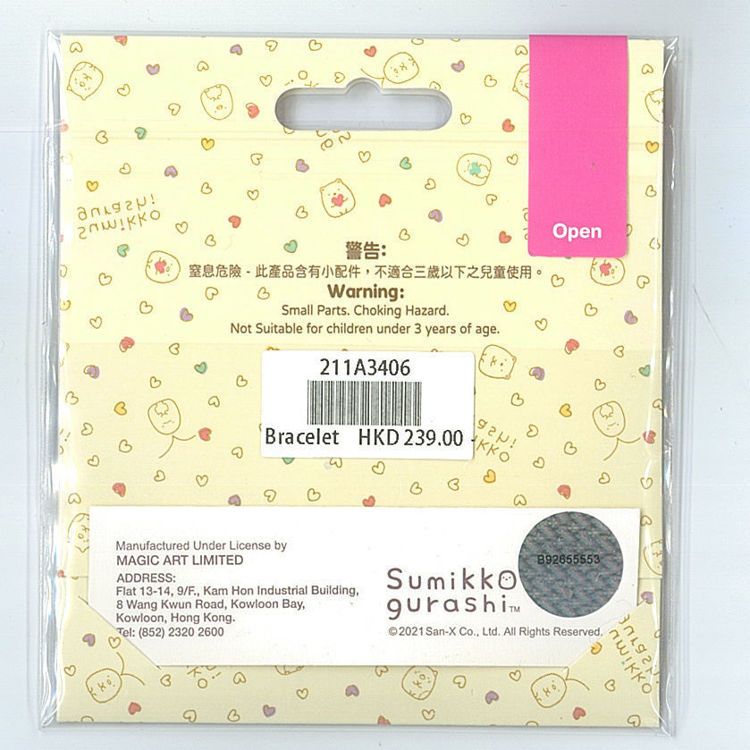 Open
gurashi
Sumikko
警告:
窒息危險 - 此產品含有小配件，不適合三歲以下之兒童使用。
Warning:
Small Parts. Choking Hazard.
Not Suitable for children under 3 years of age.
211A3406
Bracelet HKD 239.00
Manufactured Under License by
MAGIC ART LIMITED
ADDRESS:
Flat 13-14, 9/F., Kam Hon Industrial Building,
8 Wang Kwun Road, Kowloon Bay,
Kowloon, Hong Kong.
Tel: (852) 2320 2600
B92655553
Sumikko
gurashi™
©2021 San-X Co., Ltd. All Rights Reserved.